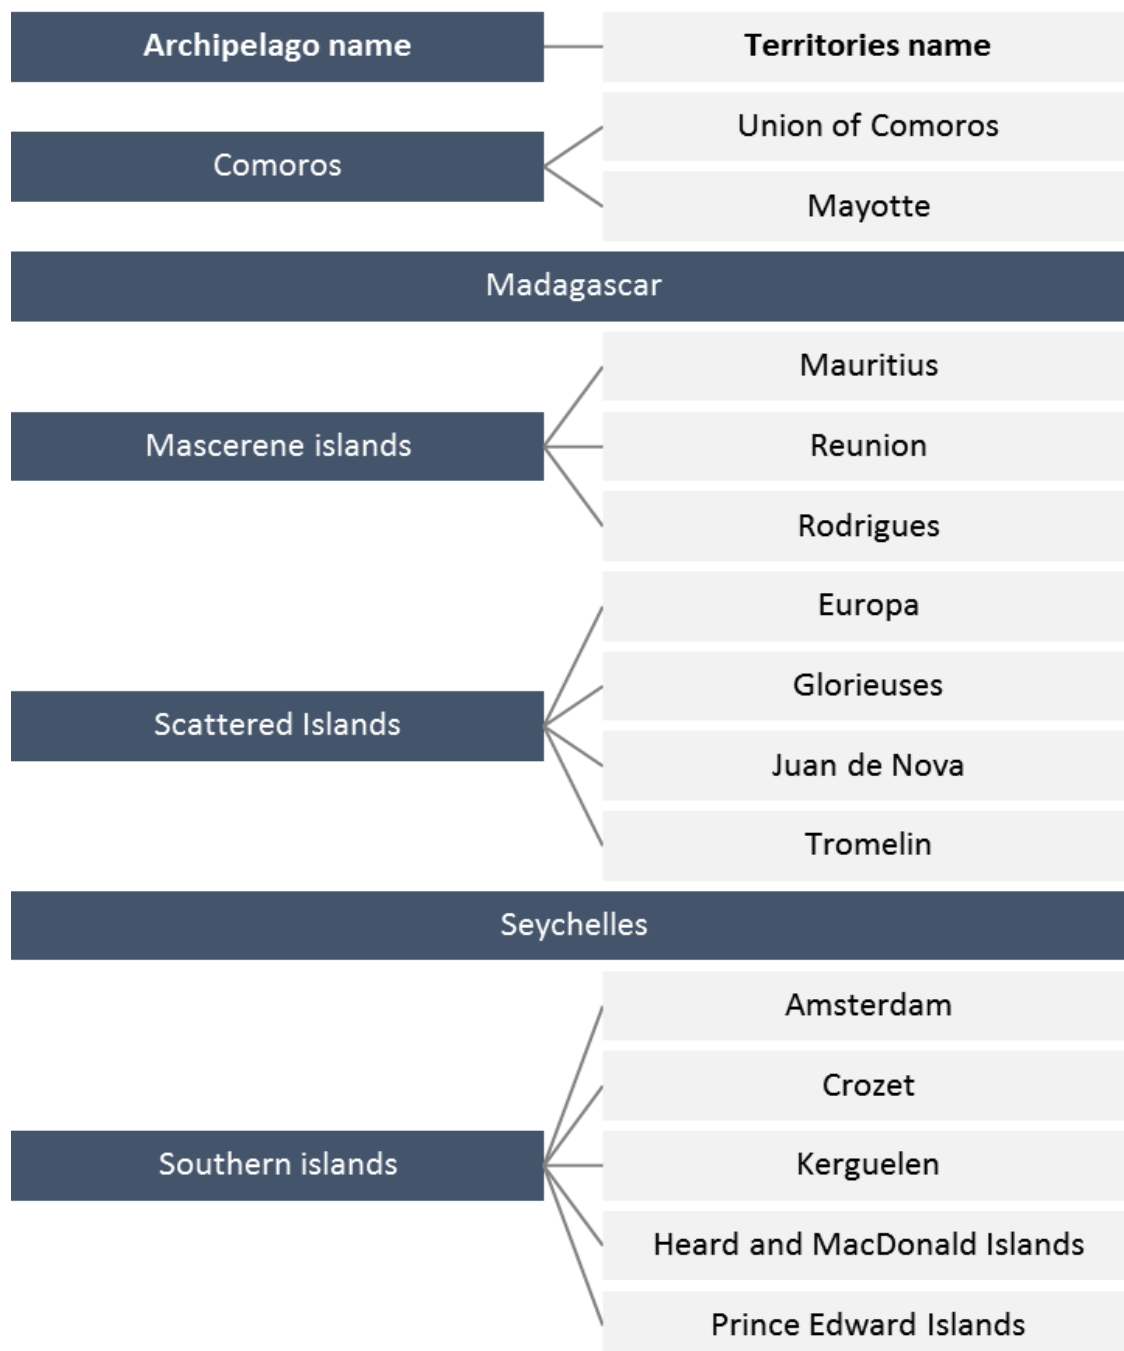 Archipelago name
Territories name
Comoros
Union of Comoros
Mayotte
Madagascar
Mascerene islands
Mauritius
Reunion
Rodrigues
Scattered Islands
Europa
Glorieuses
Juan de Nova
Tromelin
Seychelles
Southern islands
Amsterdam
Crozet
Kerguelen
Heard and MacDonald Islands
Prince Edward Islands